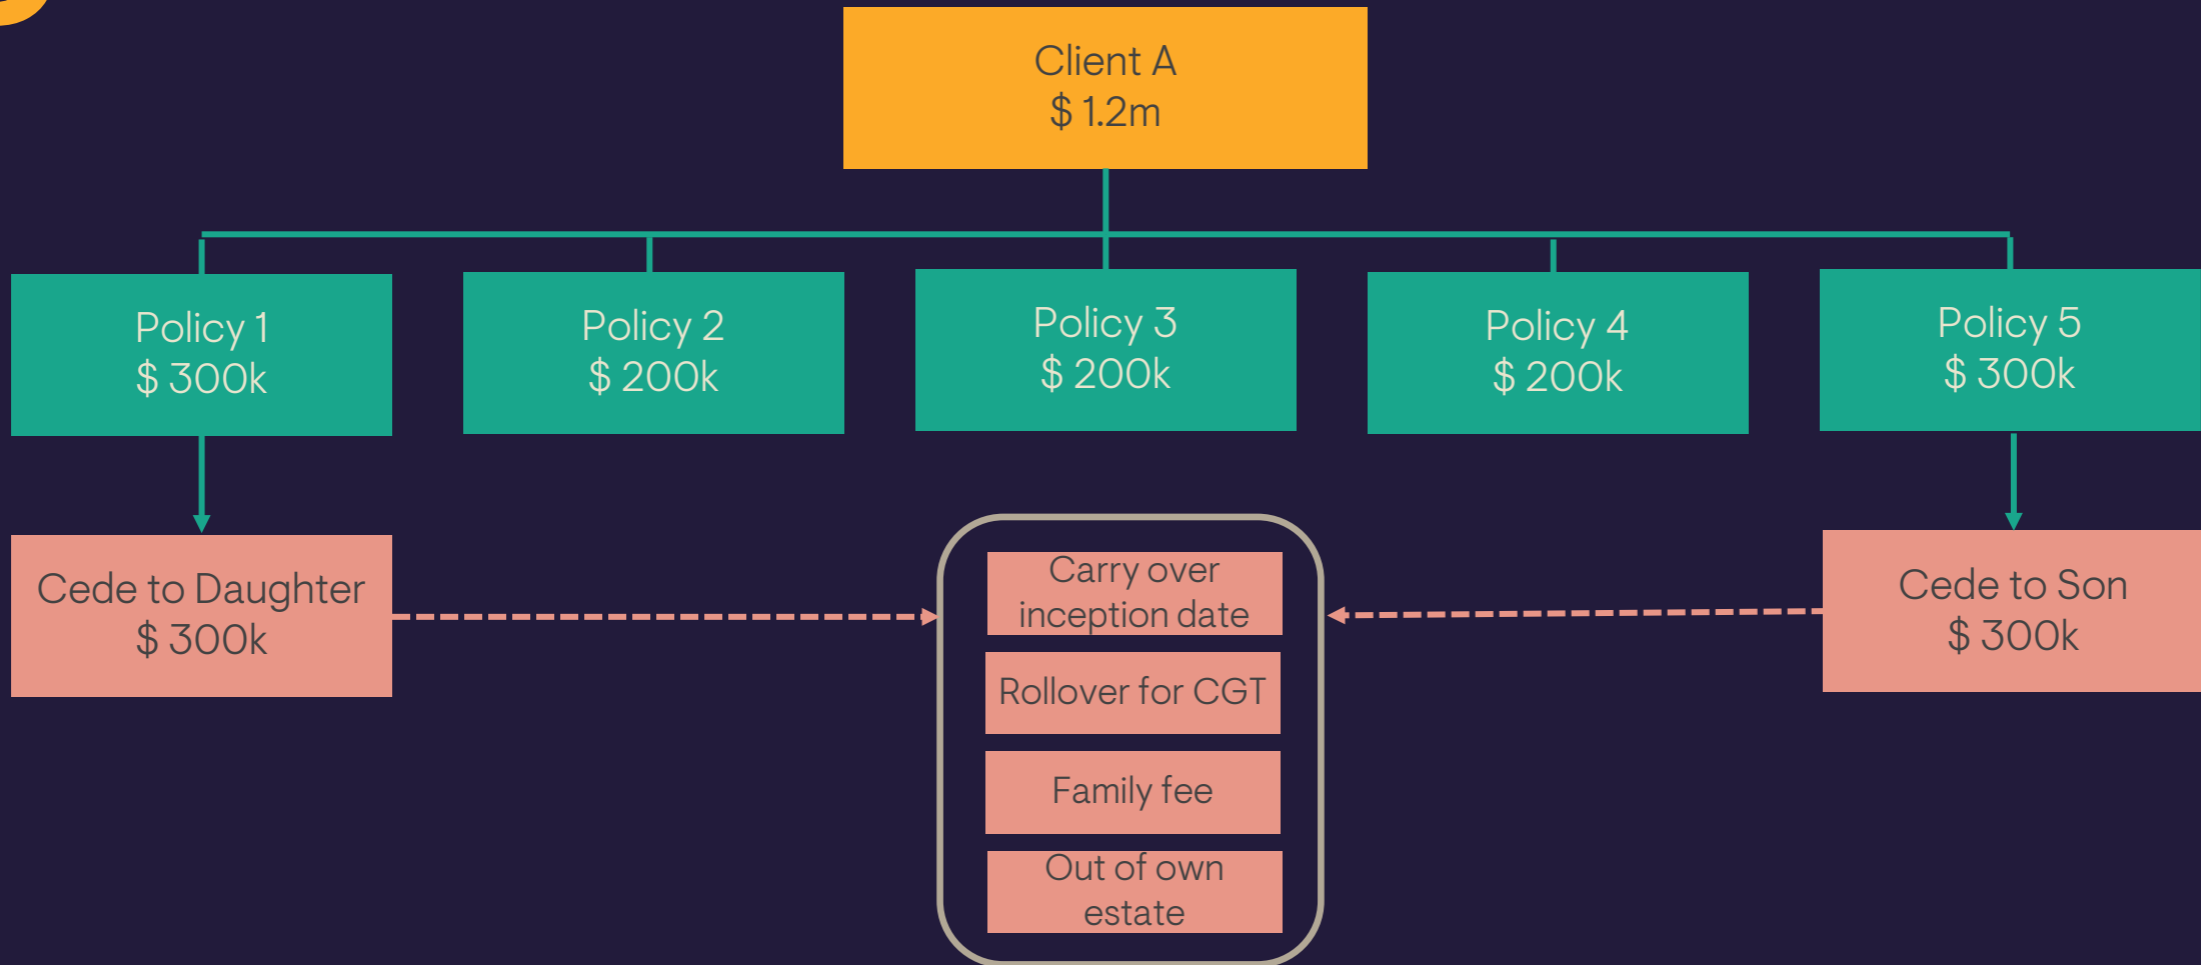 Client A
$ 1.2m
Policy 1
$ 300k
Policy 2
$ 200k
Policy 3
$ 200k
Policy 4
$ 200k
Policy 5
$ 300k
Cede to Daughter
$ 300k
Carry over
inception date
Rollover for CGT
Family fee
Out of own
estate
Cede to Son
$ 300k